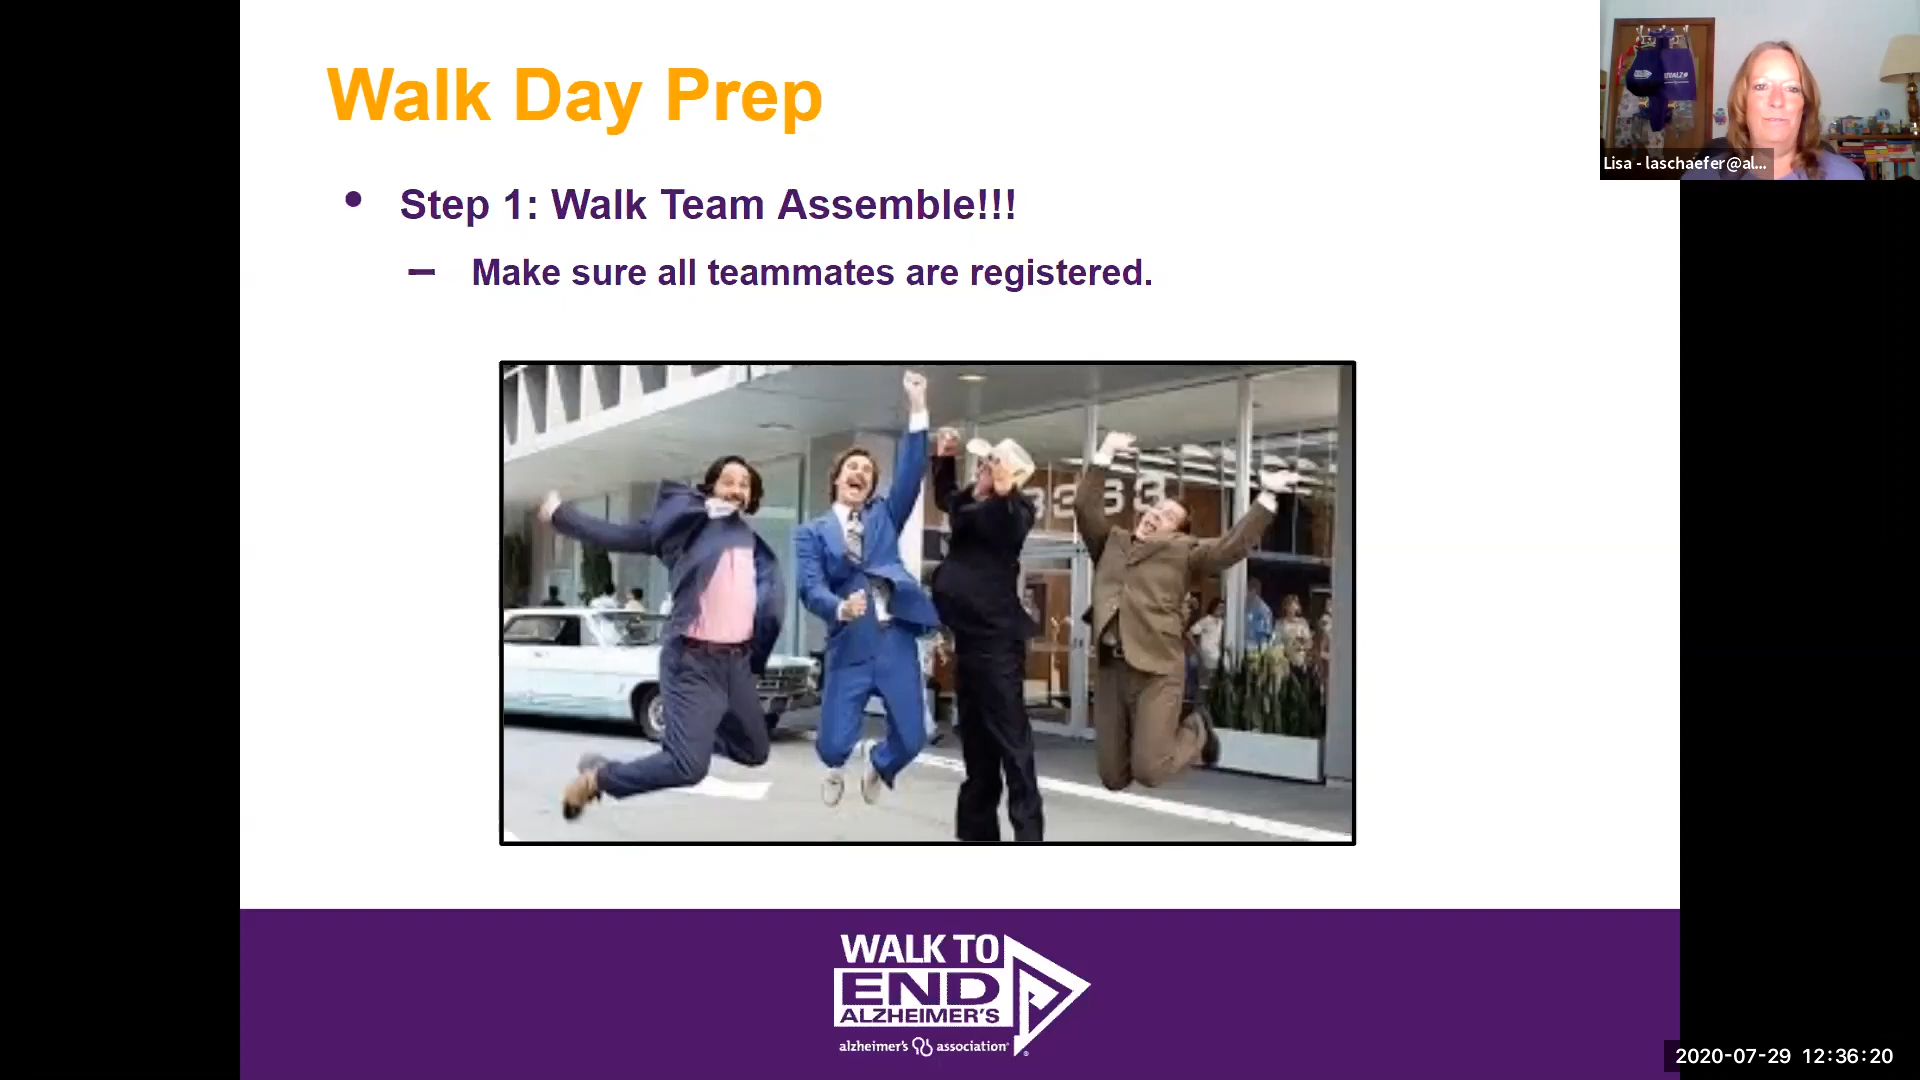 Walk Day Prep
• Step 1: Walk Team Assemble!!!
– Make sure all teammates are registered.
Lisa - laschaefer@al...
WALK TO
END
ALZHEIMER'S
alzheimer's association®
2020-07-29 12:36:20